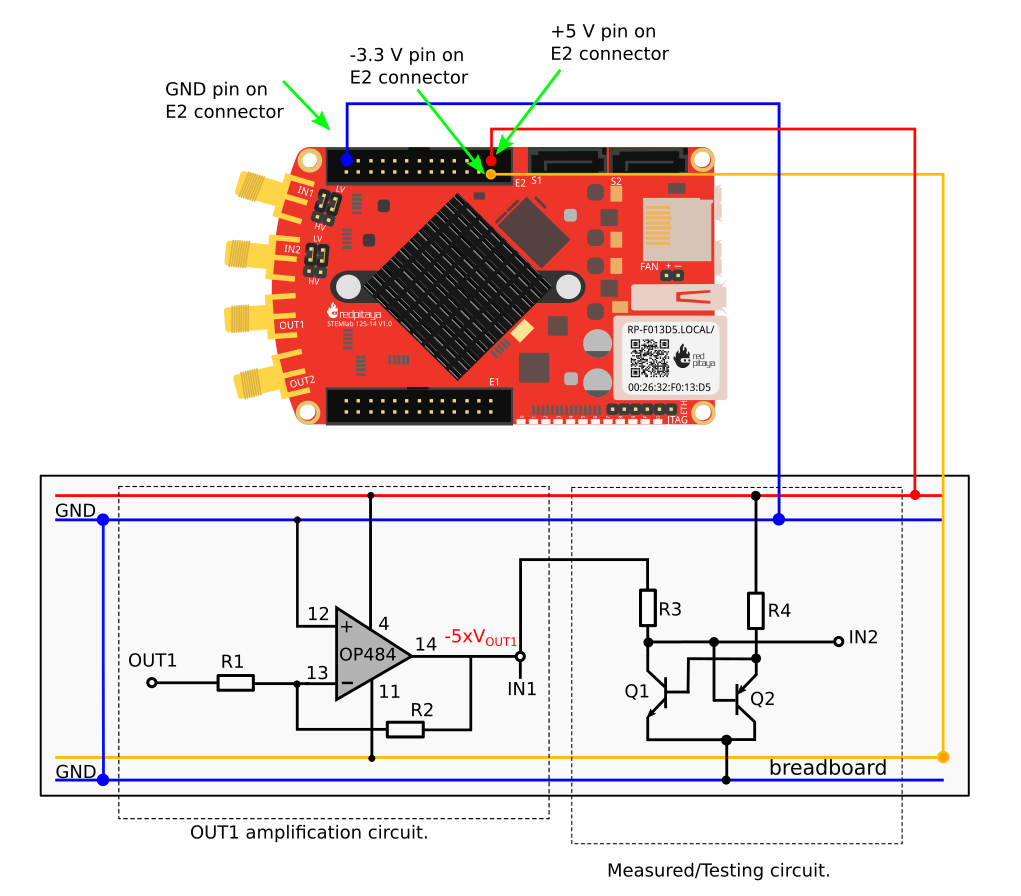 +5 V pin on
E2 connector
-3.3 V pin on
E2 connector
GND pin on
E2 connector
E2
S1
S2
IN1
LV
HV
IN2
LV
HV
FAN + −
redpitaya
STEMlab 125-14 V1.0
OUT1
OUT2
RP-F013D5.LOCAL/
red
pitaya
00:26:32:F0:13:D5
E1
ETH
JTAG
GND
12
+
4
OP484
14
-5xVOUT1
OUT1
R1
13
−
11
R2
IN1
R3
R4
IN2
Q1
Q2
GND
breadboard
OUT1 amplification circuit.
Measured/Testing circuit.